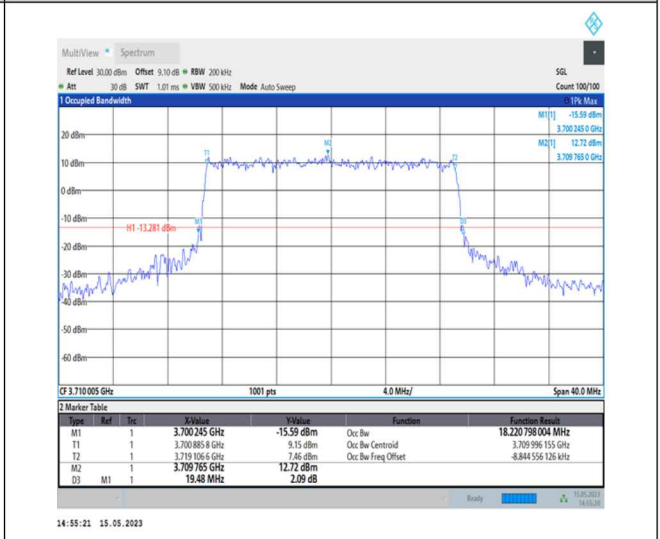 MultiView Spectrum
Ref Level 30.00 dBm Offset 9.10 dB RBW 200 kHz SGL
Att 30 dB SWT 1.01 ms VBW 500 kHz Mode Auto Sweep Count 100/100
1 Occupied Bandwidth 1Pk Max
M1[1] -15.59 dBm
3.700 245 0 GHz
M2[1] 12.72 dBm
3.709 765 0 GHz
20 dBm
M2
T1 T2
10 dBm
0 dBm
-10 dBm
M1 D3
H1 -13.281 dBm
-20 dBm
-30 dBm
-40 dBm
-50 dBm
-60 dBm
CF 3.710 005 GHz 1001 pts 4.0 MHz/ Span 40.0 MHz
2 Marker Table
Type Ref Trc X-Value Y-Value Function Function Result
M1 1 3.700 245 GHz -15.59 dBm Occ Bw 18.220 798 004 MHz
T1 1 3.700 885 8 GHz 9.15 dBm Occ Bw Centroid 3.709 996 155 GHz
T2 1 3.719 106 6 GHz 7.46 dBm Occ Bw Freq Offset -8.844 556 126 kHz
M2 1 3.709 765 GHz 12.72 dBm
D3 M1 1 19.48 MHz 2.09 dB
Ready 15.05.2023
14:55:20
14:55:21 15.05.2023